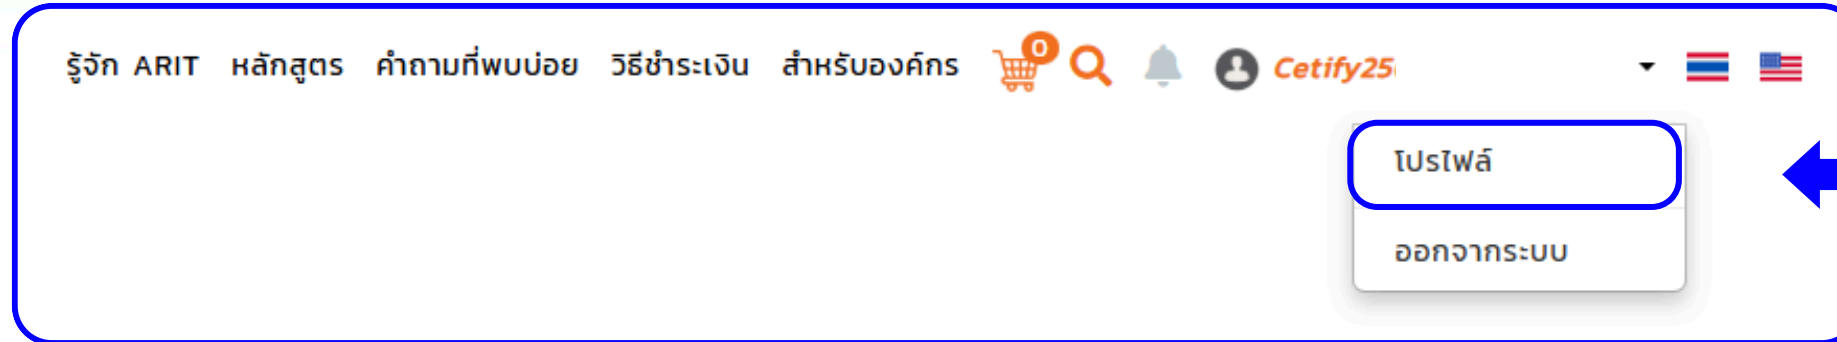 รู้จัก ARIT หลักสูตร คำถามที่พบบ่อย วิธีชำระเงิน สำหรับองค์กร 0 Cetify25
โปรไฟล์
ออกจากระบบ